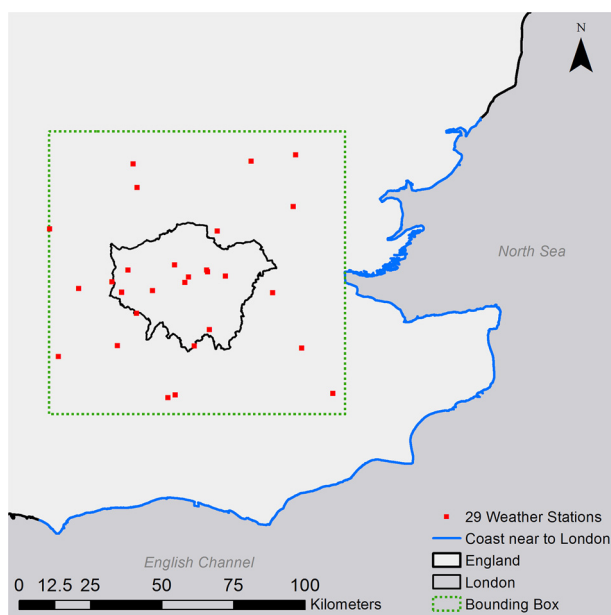 N
North Sea
29 Weather Stations
Coast near to London
England
English Channel
London
0 12.5 25 50 75 100
Kilometers
Bounding Box